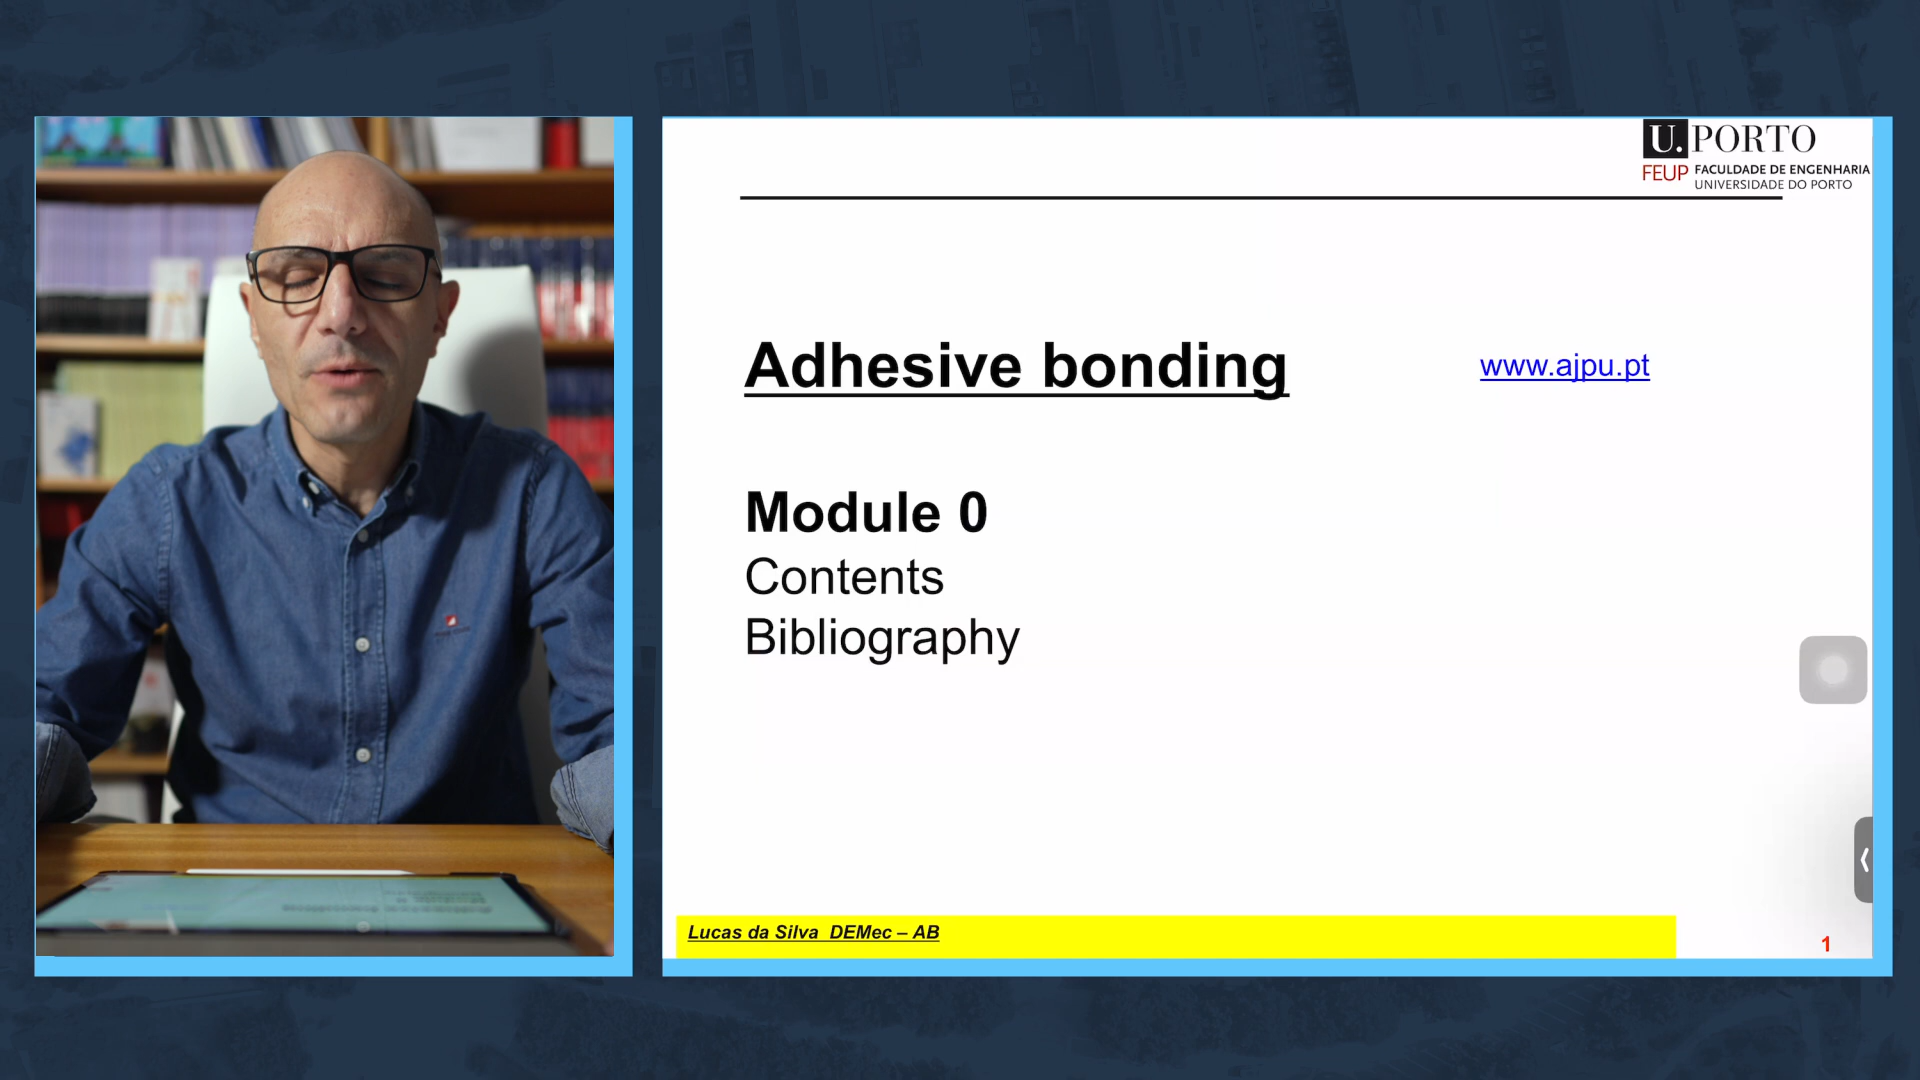 U.PORTO
FEUP FACULDADE DE ENGENHARIA
UNIVERSIDADE DO PORTO
Adhesive bonding
www.ajpu.pt
Module 0
Contents
Bibliography
Lucas da Silva DEMec – AB
1